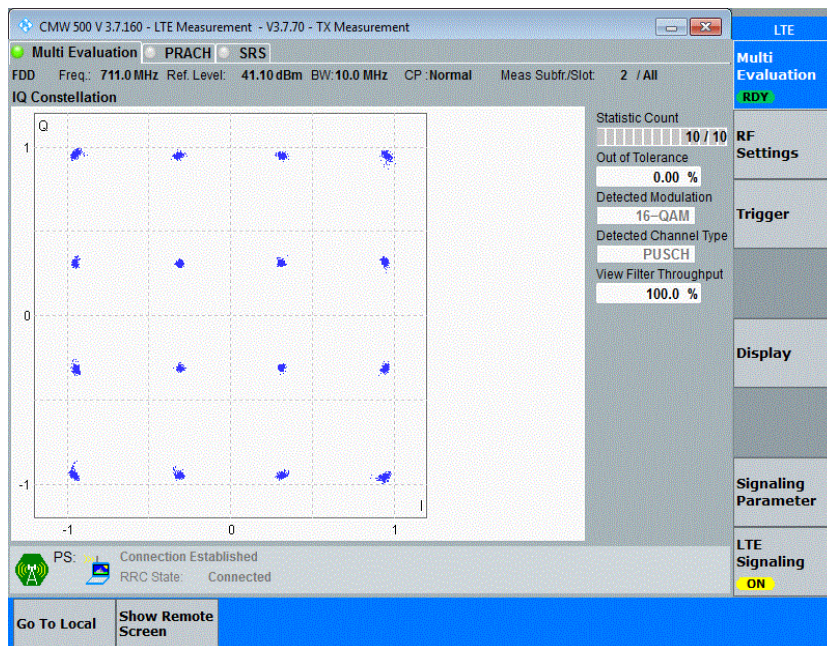 CMW 500 V 3.7.160 - LTE Measurement - V3.7.70 - TX Measurement
LTE
Multi Evaluation PRACH SRS
FDD Freq.: 711.0 MHz Ref. Level: 41.10 dBm BW: 10.0 MHz CP : Normal Meas Subfr./Slot: 2 / All
IQ Constellation
Q
1
0
-1
-1 0 1
I
Statistic Count
10 / 10
Out of Tolerance
0.00 %
Detected Modulation
16-QAM
Detected Channel Type
PUSCH
View Filter Throughput
100.0 %
Multi
Evaluation
RDY
RF
Settings
Trigger
Display
Signaling
Parameter
LTE
Signaling
ON
PS: Connection Established
RRC State: Connected
Go To Local
Show Remote
Screen